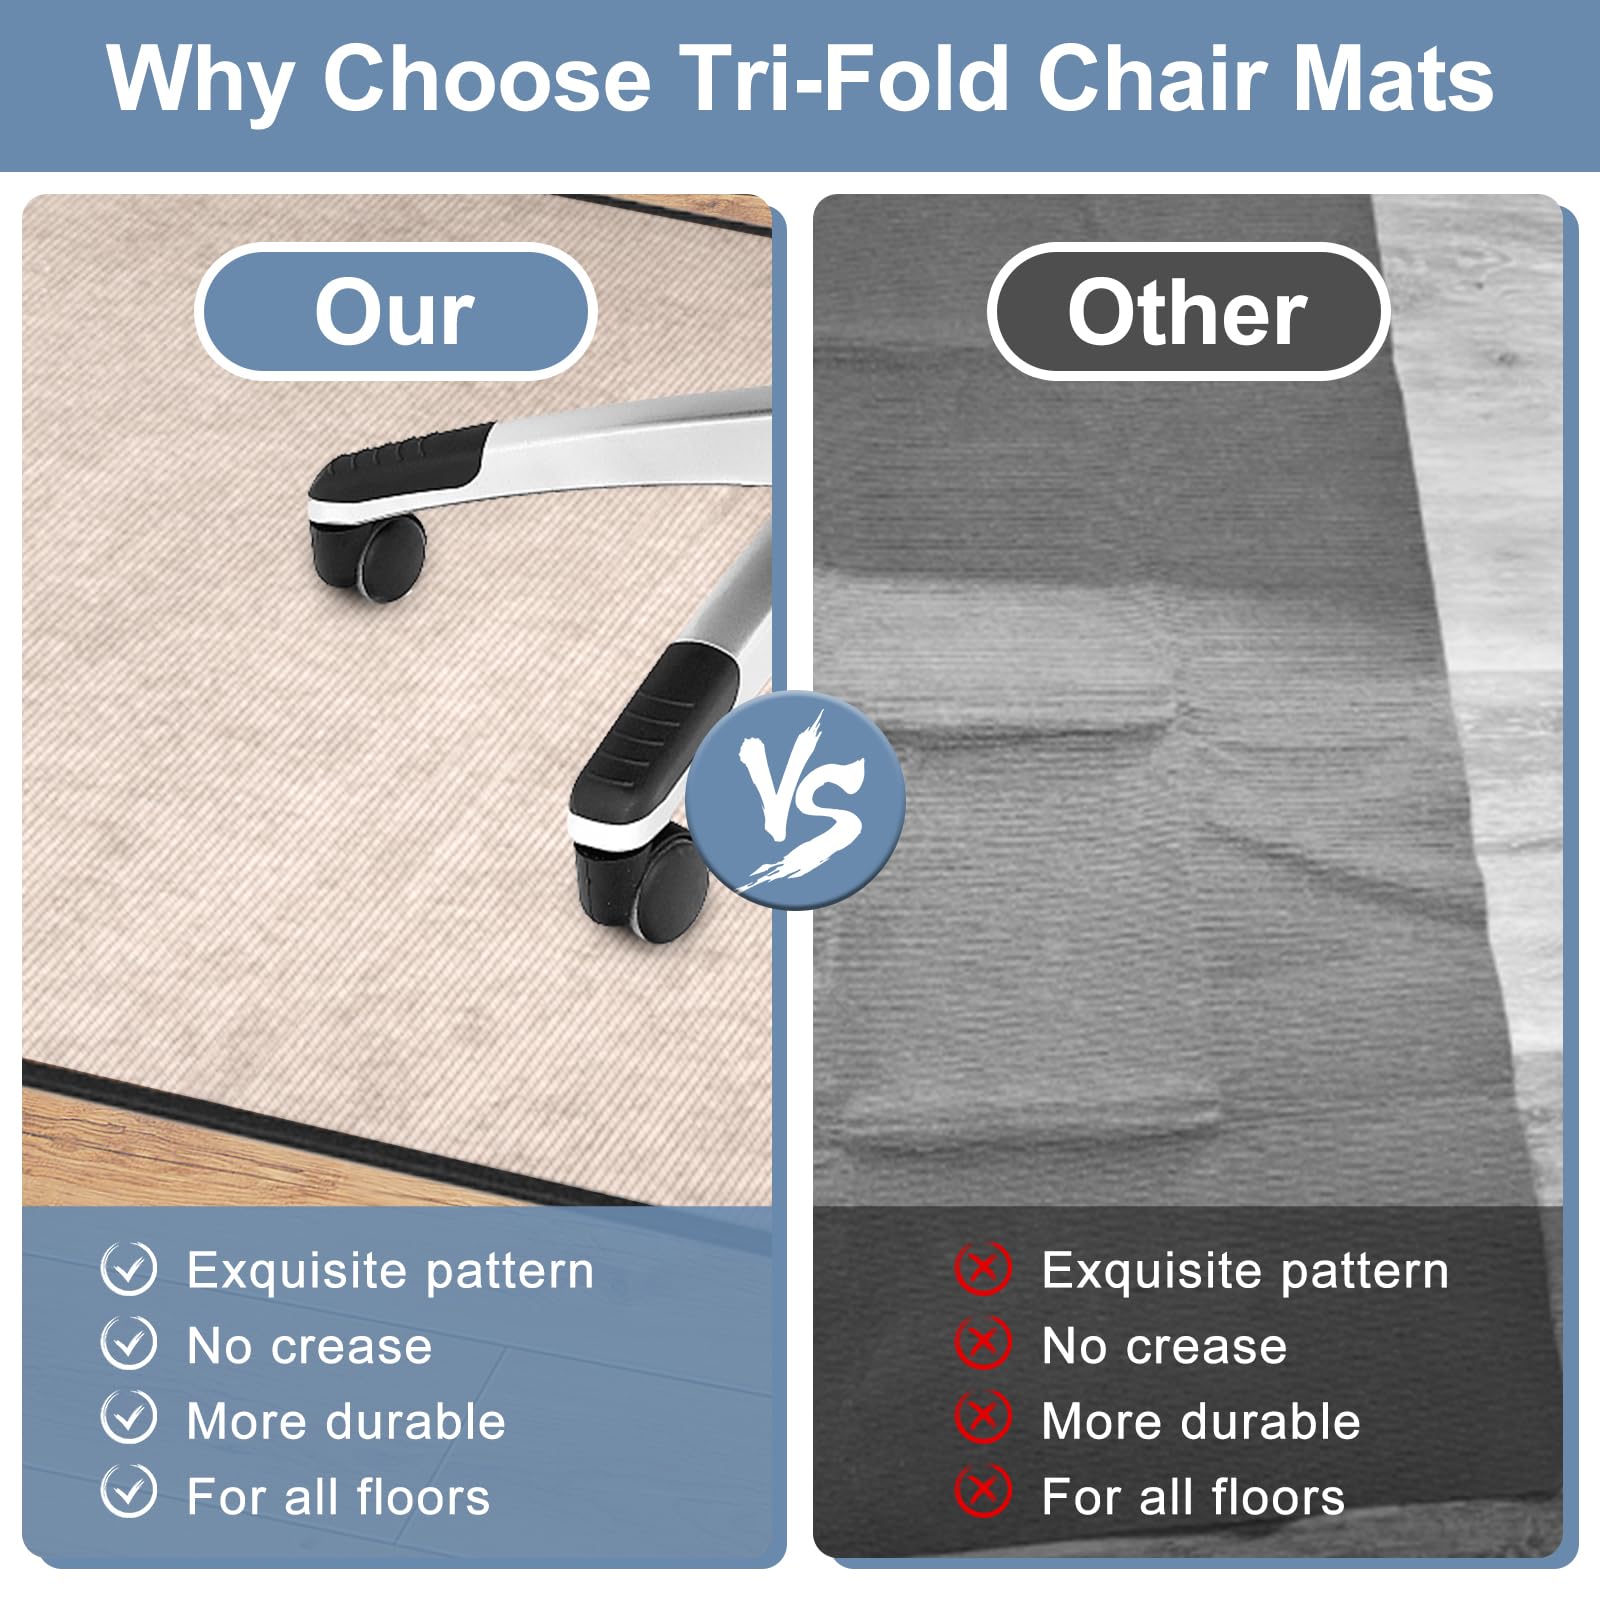 Why Choose Tri-Fold Chair Mats
Our
Other
VS
Exquisite pattern
No crease
More durable
For all floors
Exquisite pattern
No crease
More durable
For all floors